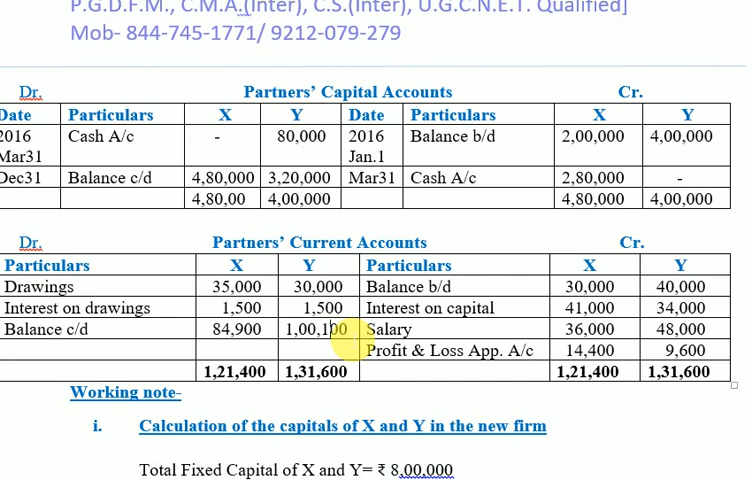 P.G.D.F.M., C.M.A.(Inter), C.S.(Inter), U.G.C.N.E.T. Qualified]
Mob- 844-745-1771/ 9212-079-279
Dr. Partners' Capital Accounts Cr.
Date Particulars X Y Date Particulars X Y
2016 Cash A/c - 80,000 2016 Balance b/d 2,00,000 4,00,000
Mar31 Jan.1
Dec31 Balance c/d 4,80,000 3,20,000 Mar31 Cash A/c 2,80,000 -
4,80,00 4,00,000 4,80,000 4,00,000
Dr. Partners' Current Accounts Cr.
Particulars X Y Particulars X Y
Drawings 35,000 30,000 Balance b/d 30,000 40,000
Interest on drawings 1,500 1,500 Interest on capital 41,000 34,000
Balance c/d 84,900 1,00,100 Salary 36,000 48,000
Profit & Loss App. A/c 14,400 9,600
1,21,400 1,31,600 1,21,400 1,31,600
Working note-
i. Calculation of the capitals of X and Y in the new firm
Total Fixed Capital of X and Y= ₹ 8,00,000